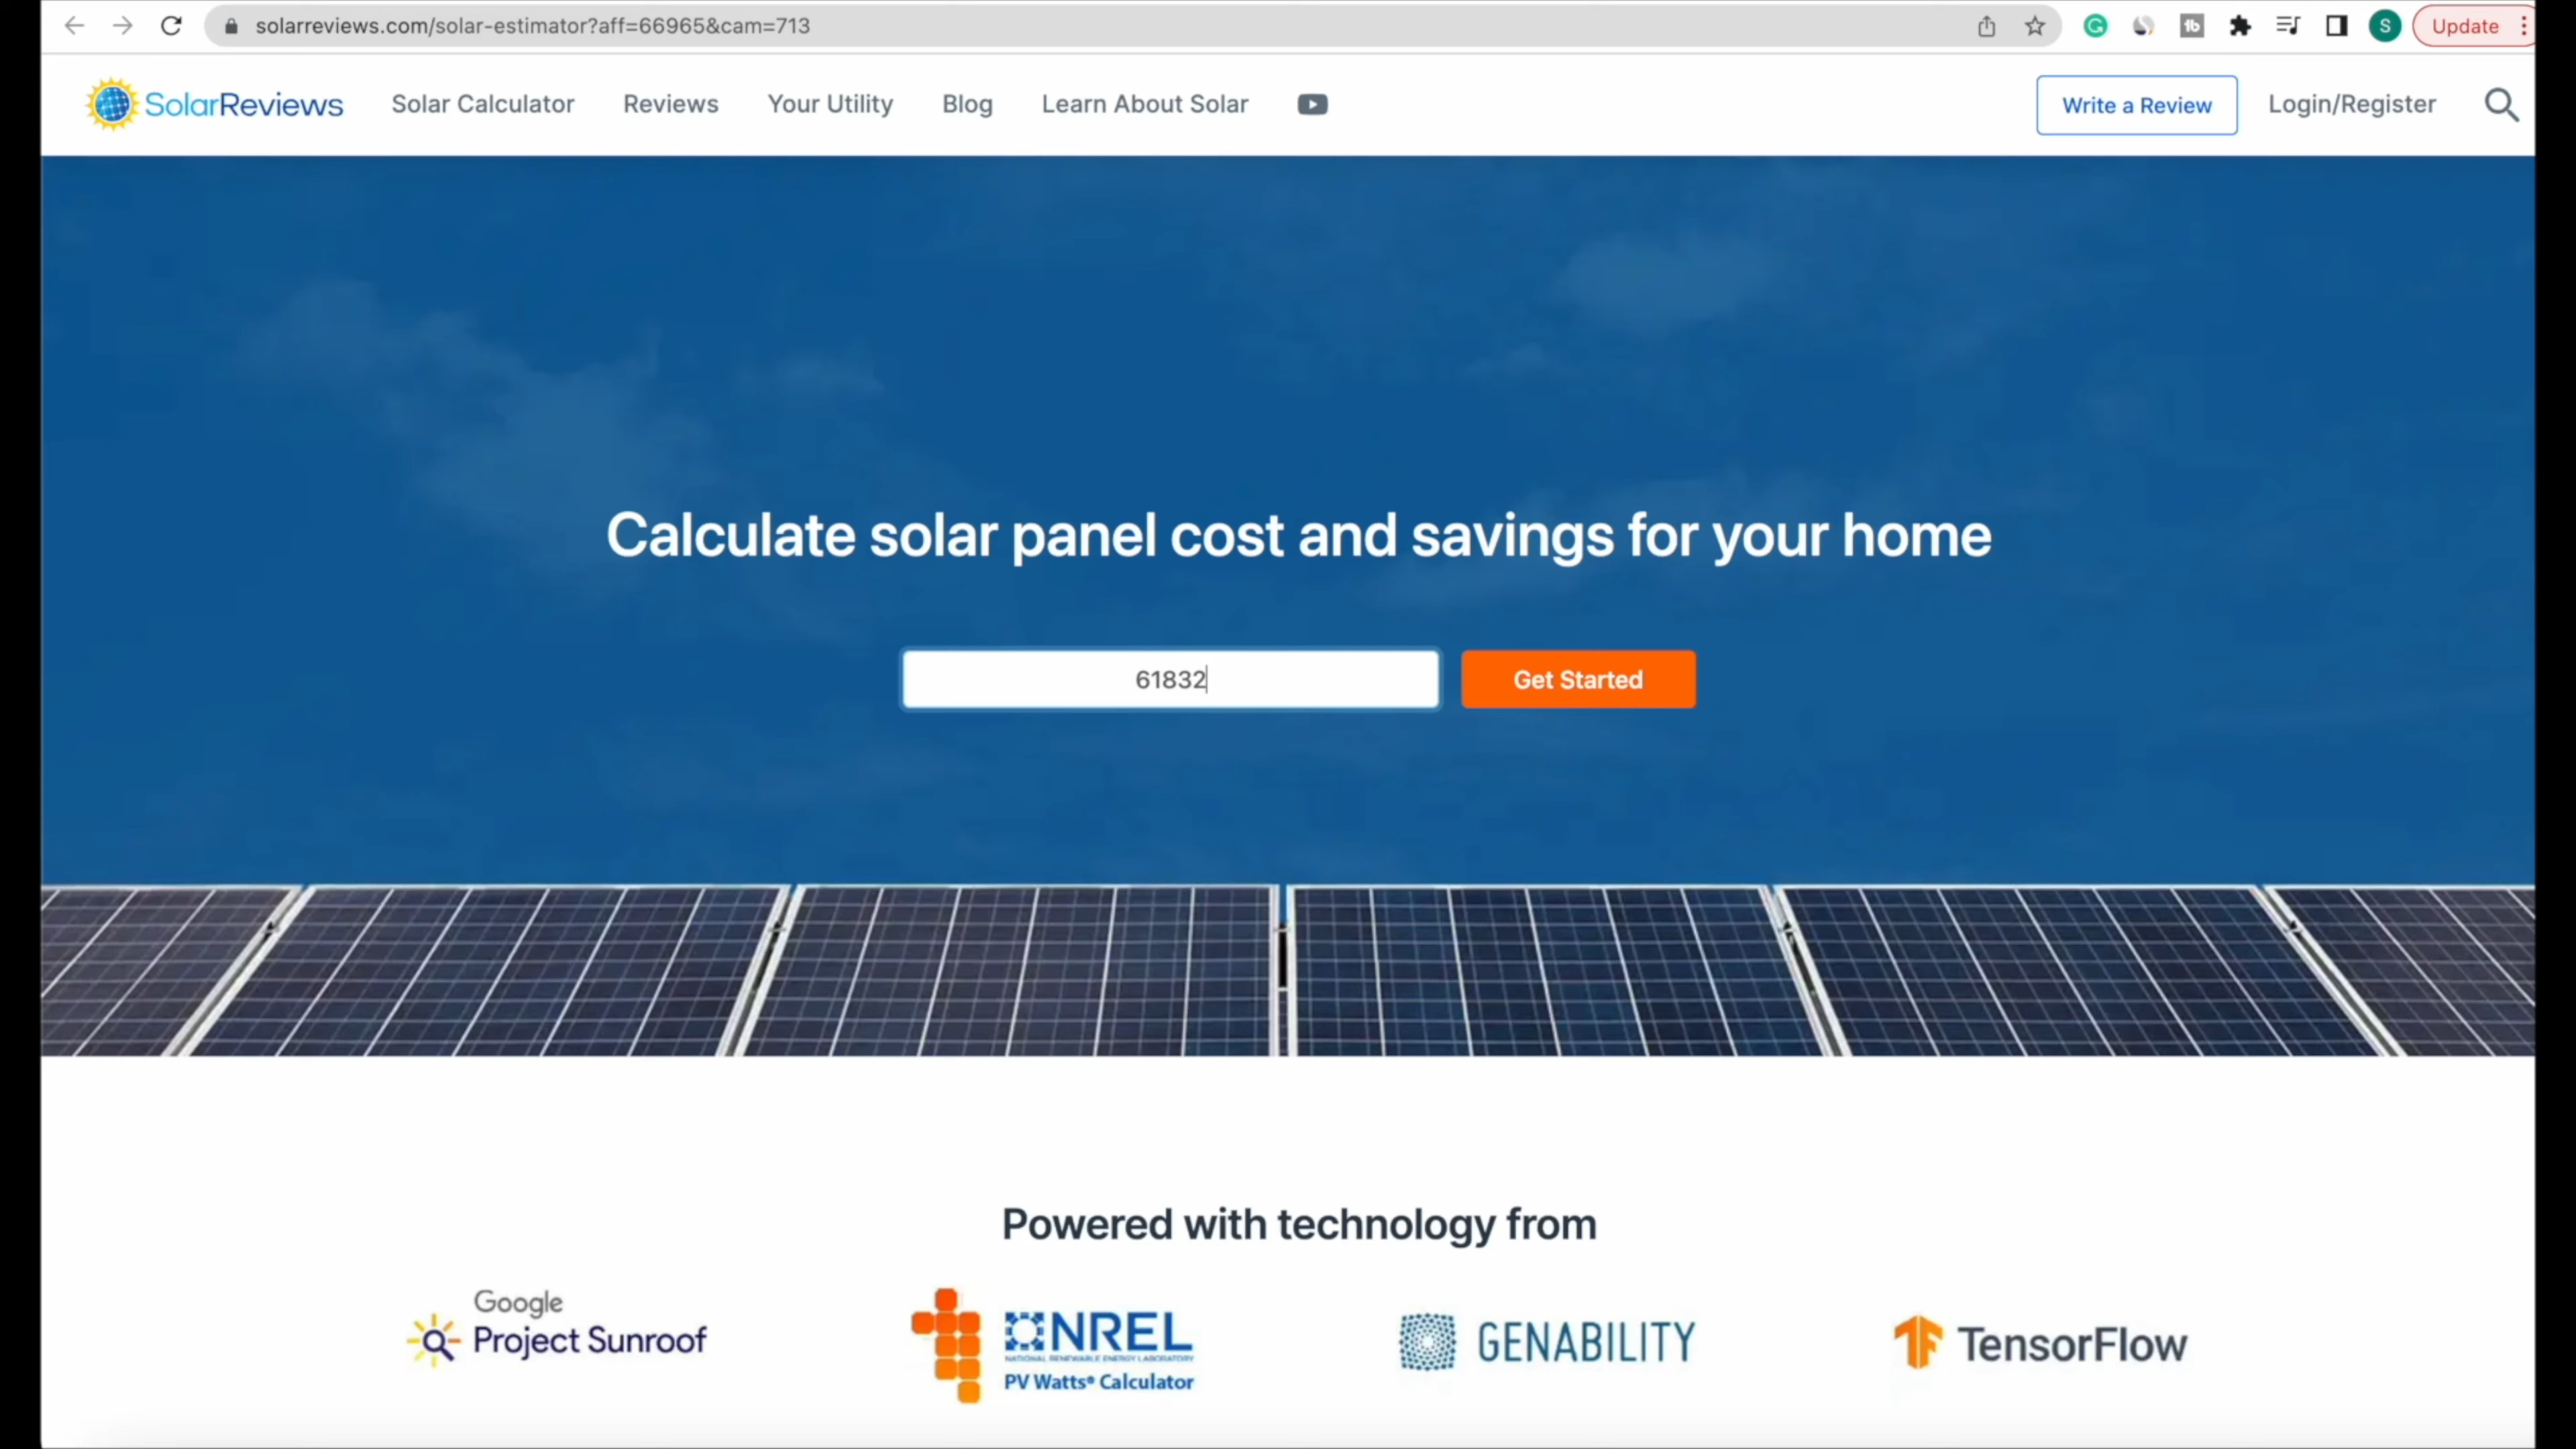 solarreviews.com/solar-estimator?aff=66965&cam=713
S
Update
SolarReviews
Solar Calculator
Reviews
Your Utility
Blog
Learn About Solar
Write a Review
Login/Register
Calculate solar panel cost and savings for your home
61832
Get Started
Powered with technology from
Google
Project Sunroof
NREL
NATIONAL RENEWABLE ENERGY LABORATORY
PV Watts® Calculator
GENABILITY
TensorFlow